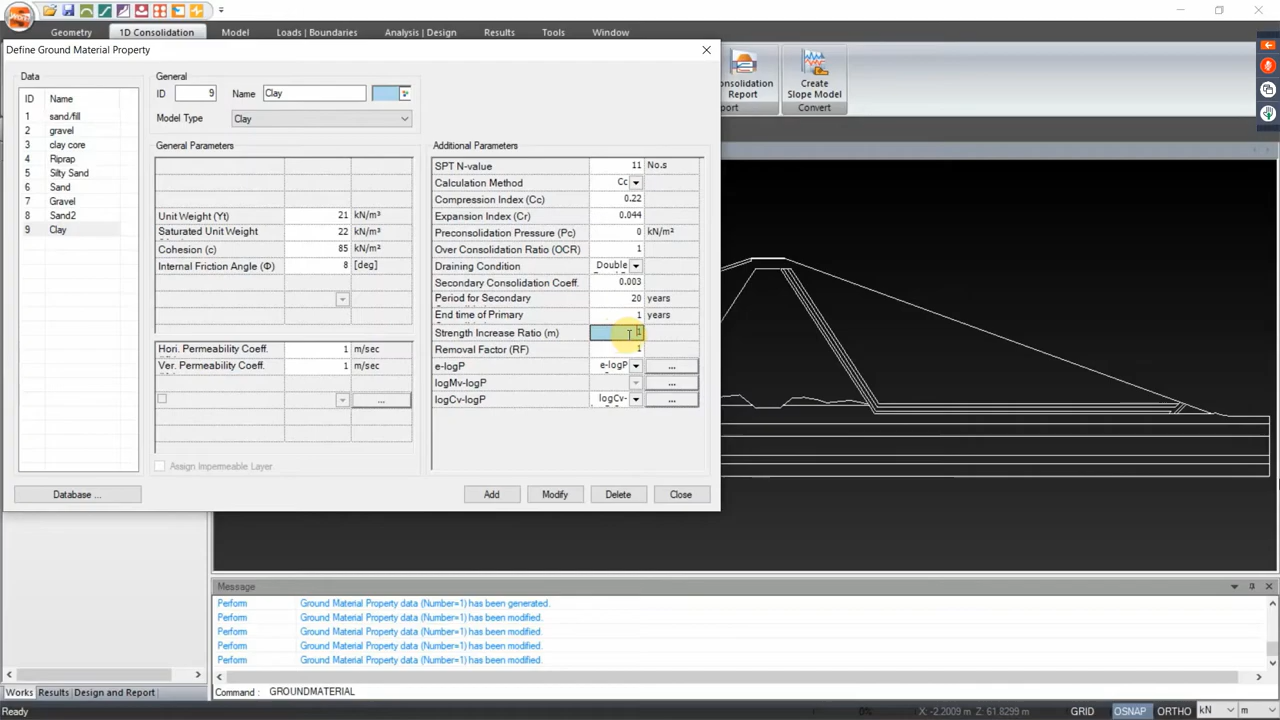 Geometry
1D Consolidation
Model
Loads | Boundaries
Analysis | Design
Results
Tools
Window
Define Ground Material Property
Report
Create
Slope Model
Convert
Data
ID Name
1 sand/fill
2 gravel
3 clay core
4 Riprap
5 Silty Sand
6 Sand
7 Gravel
8 Sand2
9 Clay
Database ...
General
ID 9 Name Clay
Model Type Clay
General Parameters
Unit Weight (Yt) 21 kN/m³
Saturated Unit Weight 22 kN/m³
Cohesion (c) 85 kN/m²
Internal Friction Angle (Φ) 8 [deg]
Hori. Permeability Coeff. 1 m/sec
Ver. Permeability Coeff. 1 m/sec
...
Assign Impermeable Layer
Additional Parameters
SPT N-value 11 No.s
Calculation Method Cc
Compression Index (Cc) 0.22
Expansion Index (Cr) 0.044
Preconsolidation Pressure (Pc) 0 kN/m²
Over Consolidation Ratio (OCR) 1
Draining Condition Double
Secondary Consolidation Coeff. 0.003
Period for Secondary 20 years
End time of Primary 1 years
Strength Increase Ratio (m) 1
Removal Factor (RF) 1
e-logP e-logP ...
logMv-logP ...
logCv-logP logCv- ...
Add
Modify
Delete
Close
Message
Perform Ground Material Property data (Number=1) has been generated.
Perform Ground Material Property data (Number=1) has been modified.
Perform Ground Material Property data (Number=1) has been modified.
Perform Ground Material Property data (Number=1) has been modified.
Perform Ground Material Property data (Number=1) has been modified.
Command : GROUNDMATERIAL
Works
Results
Design and Report
Ready
0%
X: -2.2009 m Z: 61.8299 m
GRID
OSNAP
ORTHO
kN
m